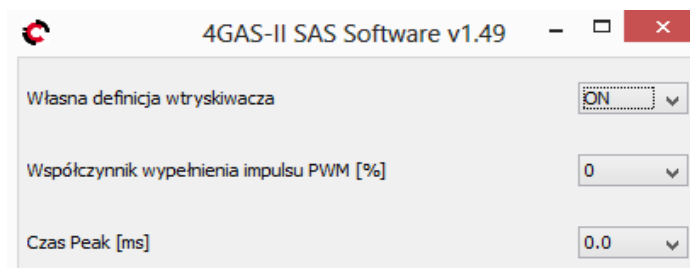 4GAS-II SAS Software v1.49
Własna definicja wtryskiwacza ON
Współczynnik wypełnienia impulsu PWM [%] 0
Czas Peak [ms] 0.0